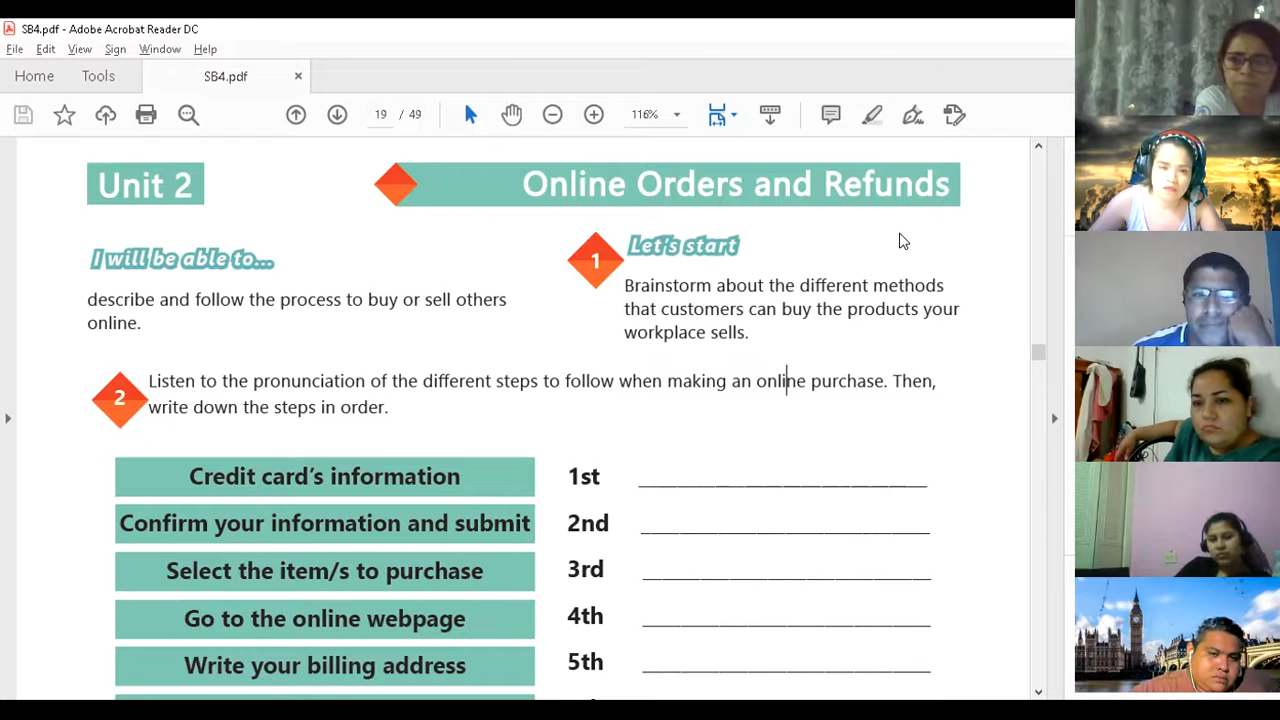 SB4.pdf - Adobe Acrobat Reader DC
File Edit View Sign Window Help
Home Tools SB4.pdf ×
19 / 49 116%
Unit 2 Online Orders and Refunds
I will be able to...
describe and follow the process to buy or sell others
online.
1 Let's start
Brainstorm about the different methods
that customers can buy the products your
workplace sells.
2 Listen to the pronunciation of the different steps to follow when making an online purchase. Then,
write down the steps in order.
Credit card's information 1st ________________
Confirm your information and submit 2nd ________________
Select the item/s to purchase 3rd ________________
Go to the online webpage 4th ________________
Write your billing address 5th ________________